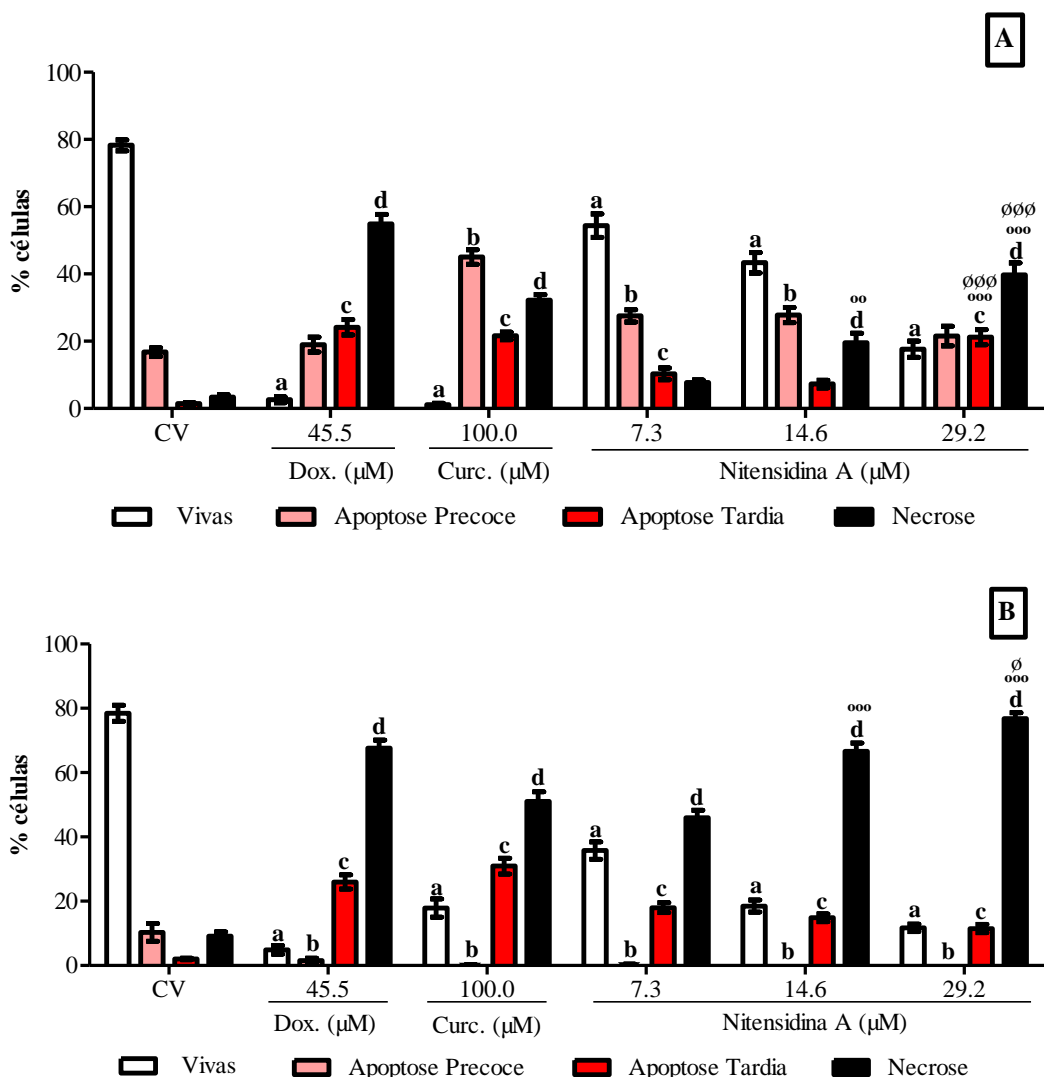 A
100
80
60
40
20
0
% células
a
c
d
a
b
c
d
a
b
c
a
b
oo
d
a
øøø
ooo
c
øøø
ooo
d
CV 45.5 100.0 7.3 14.6 29.2
Dox. (µM) Curc. (µM) Nitensidina A (µM)
Vivas Apoptose Precoce Apoptose Tardia Necrose
B
100
80
60
40
20
0
% células
a
b
c
d
a
b
c
d
a
b
c
d
a
b
c
ooo
d
a
b
c
ø
ooo
d
CV 45.5 100.0 7.3 14.6 29.2
Dox. (µM) Curc. (µM) Nitensidina A (µM)
Vivas Apoptose Precoce Apoptose Tardia Necrose